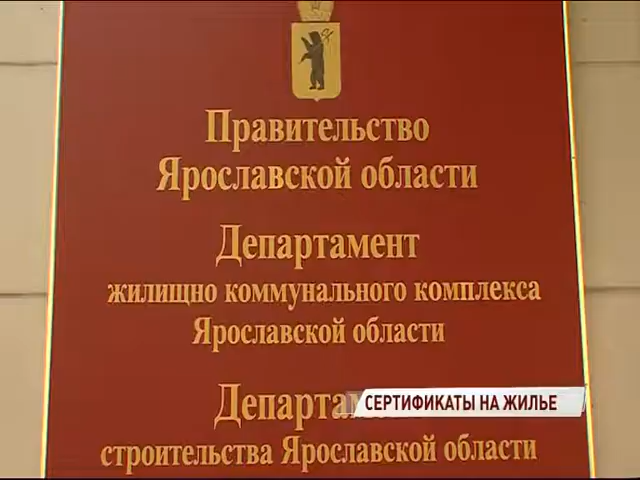 Правительство
Ярославской области
Департамент
жилищно коммунального комплекса
Ярославской области
СЕРТИФИКАТЫ НА ЖИЛЬЕ
строительства Ярославской области